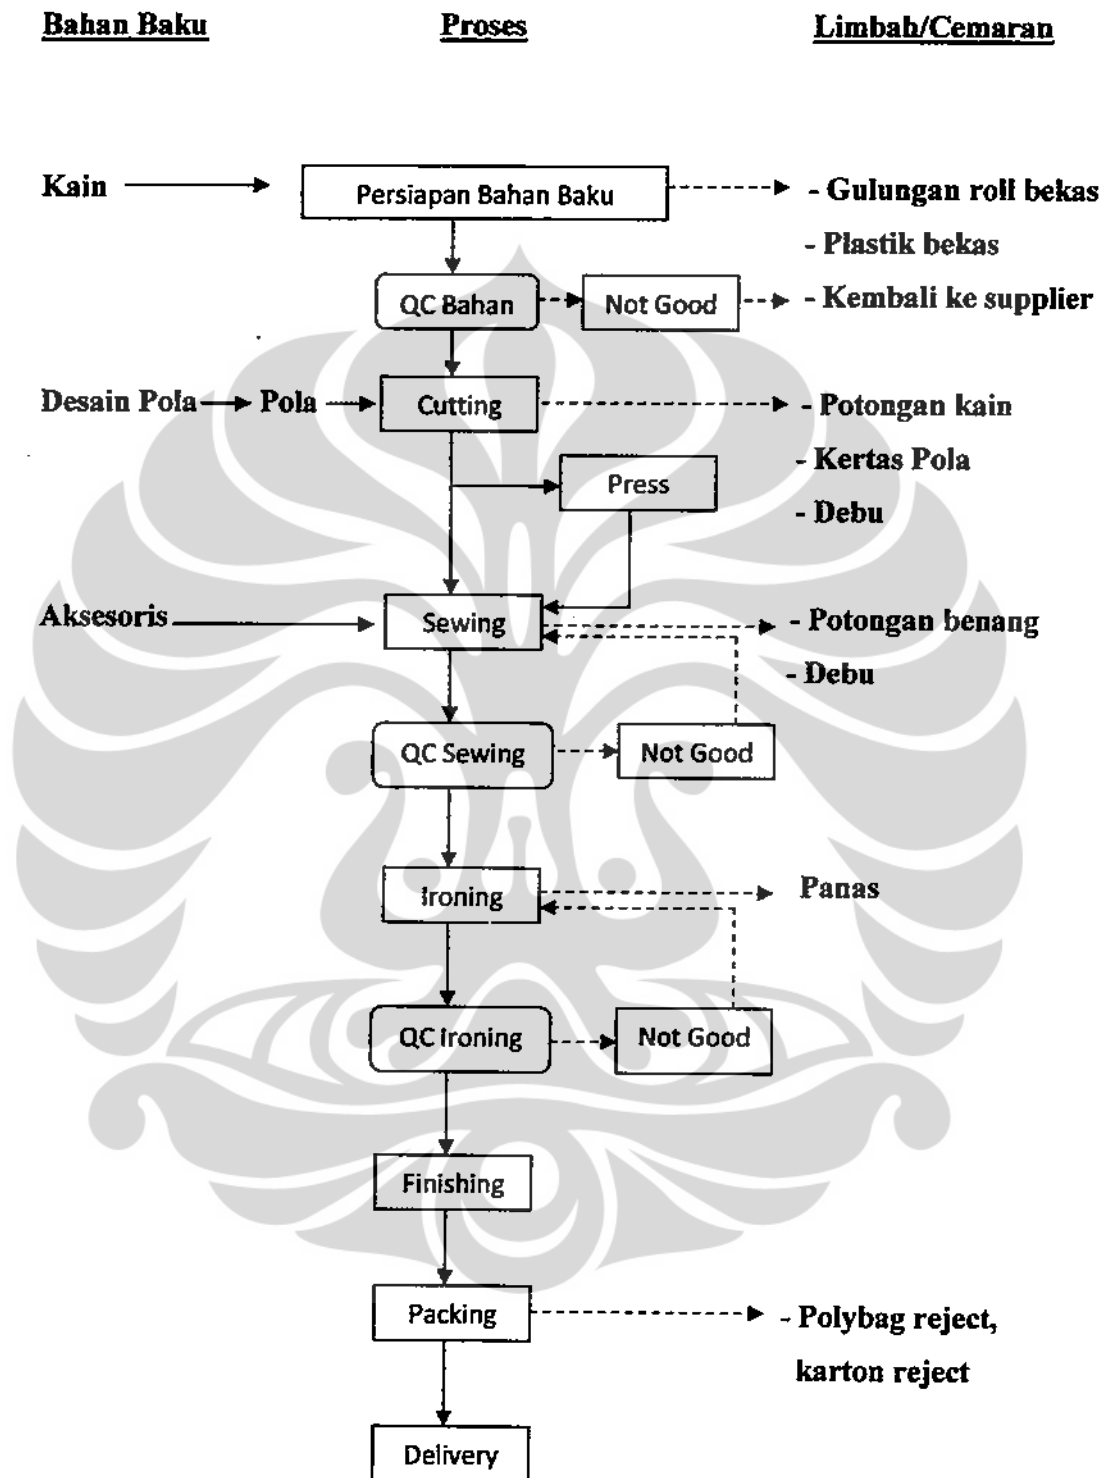 Bahan Baku Proses Limbah/Cemaran
Kain Persiapan Bahan Baku - Gulungan roll bekas
- Plastik bekas
QC Bahan Not Good - Kembali ke supplier
Desain Pola Pola Cutting - Potongan kain
- Kertas Pola
Press
- Debu
Aksesoris Sewing - Potongan benang
- Debu
QC Sewing Not Good
Ironing Panas
QC Ironing Not Good
Finishing
Packing - Polybag reject,
karton reject
Delivery